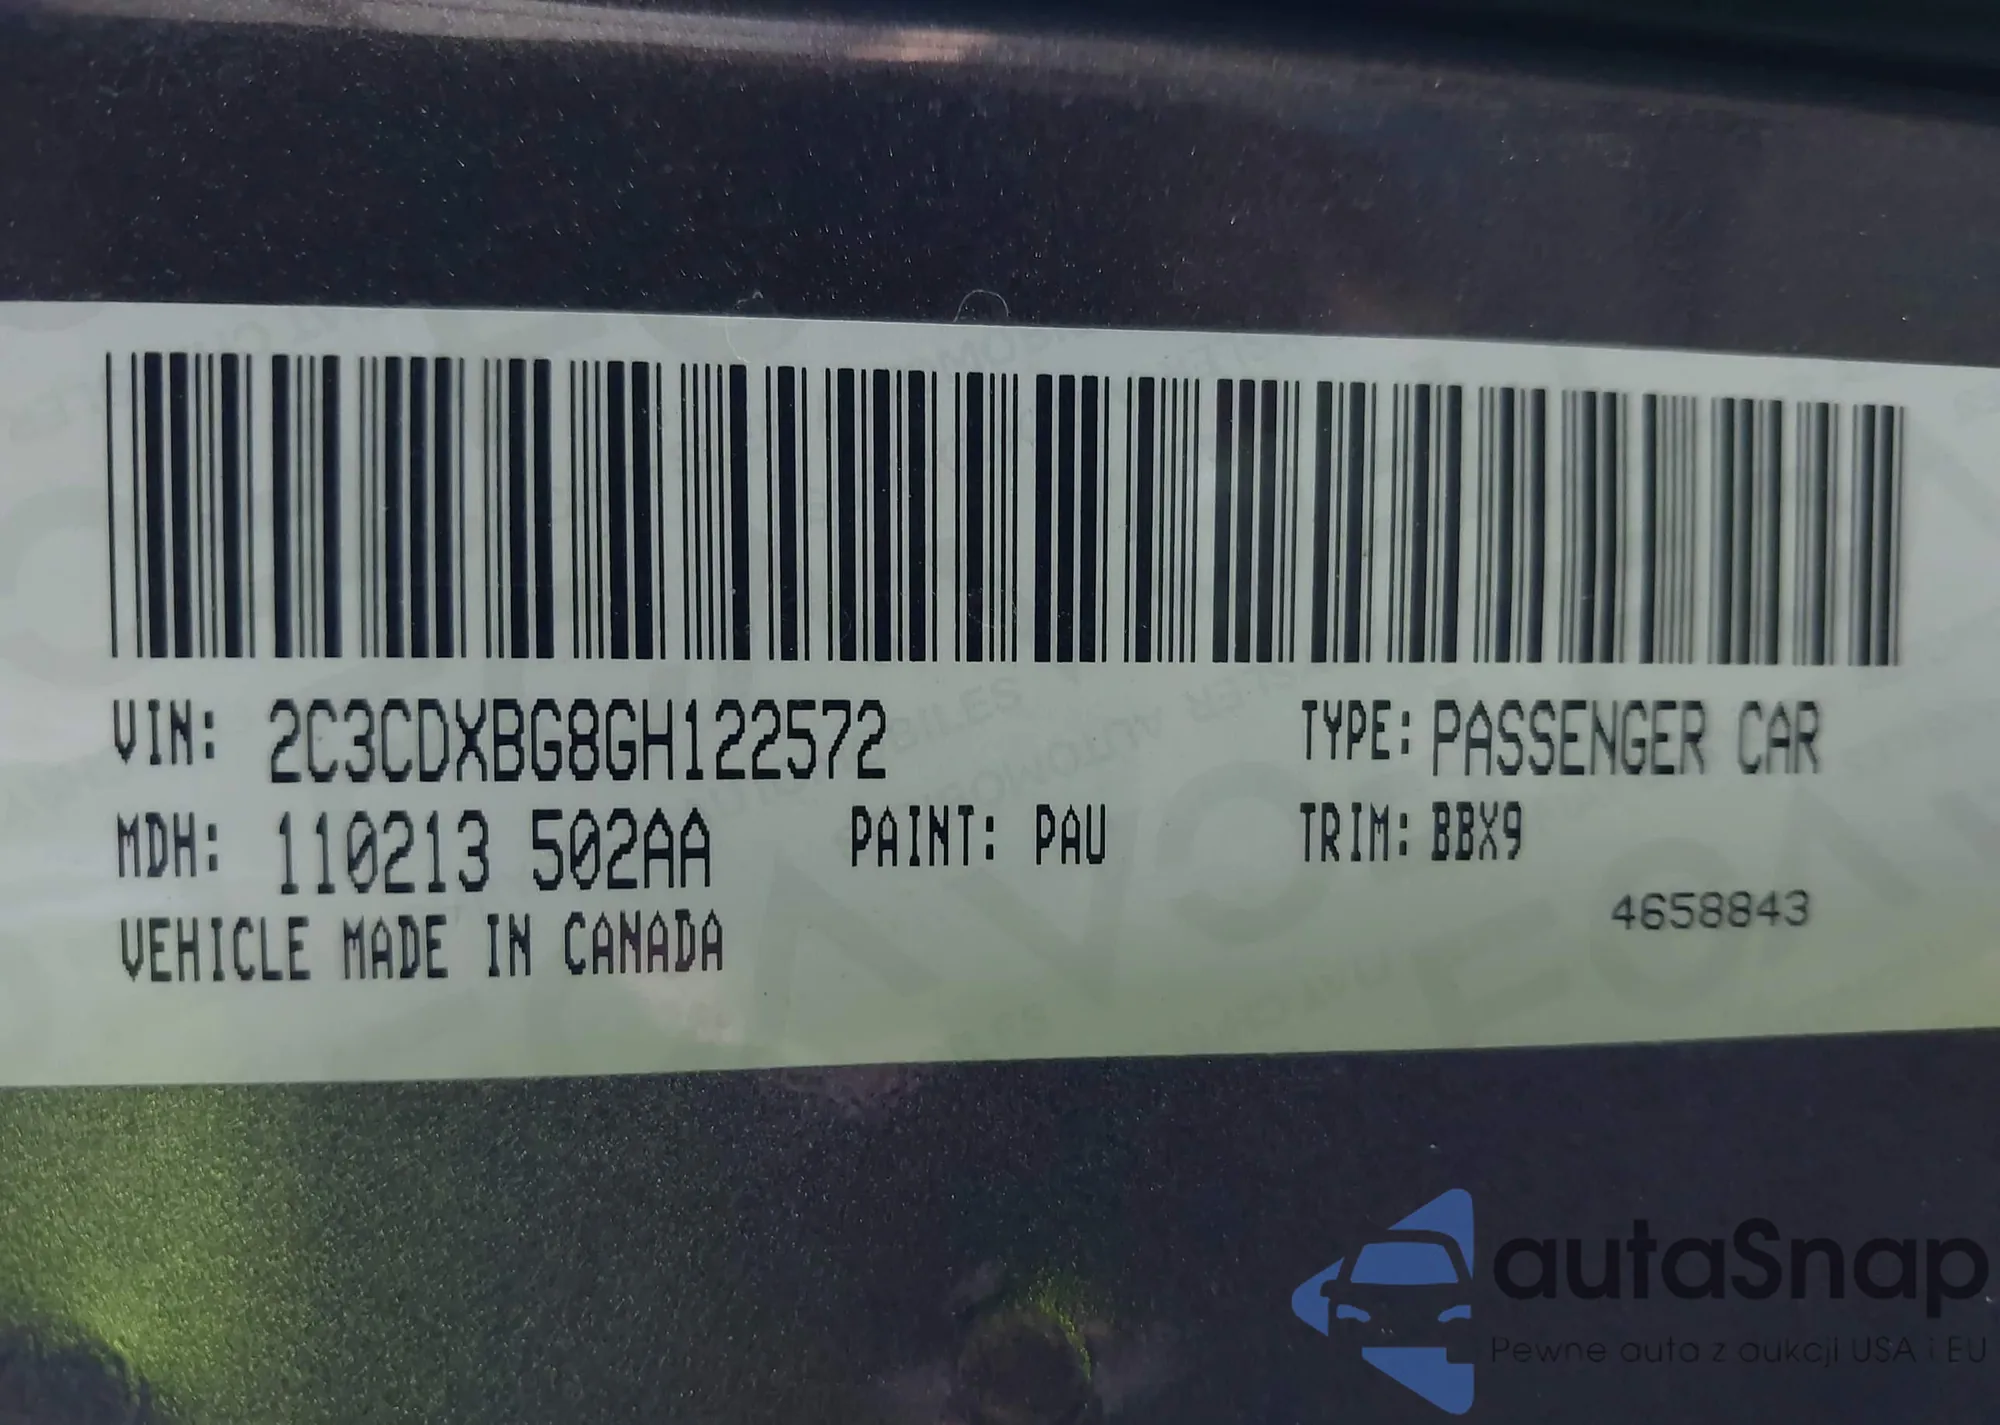 VIN: 2C3CDXBG8GH122572 TYPE: PASSENGER CAR
MDH: 110213 502AA PAINT: PAU TRIM: BBX9
VEHICLE MADE IN CANADA 4658843
autaSnap
Pewne auta z aukcji USA i EU